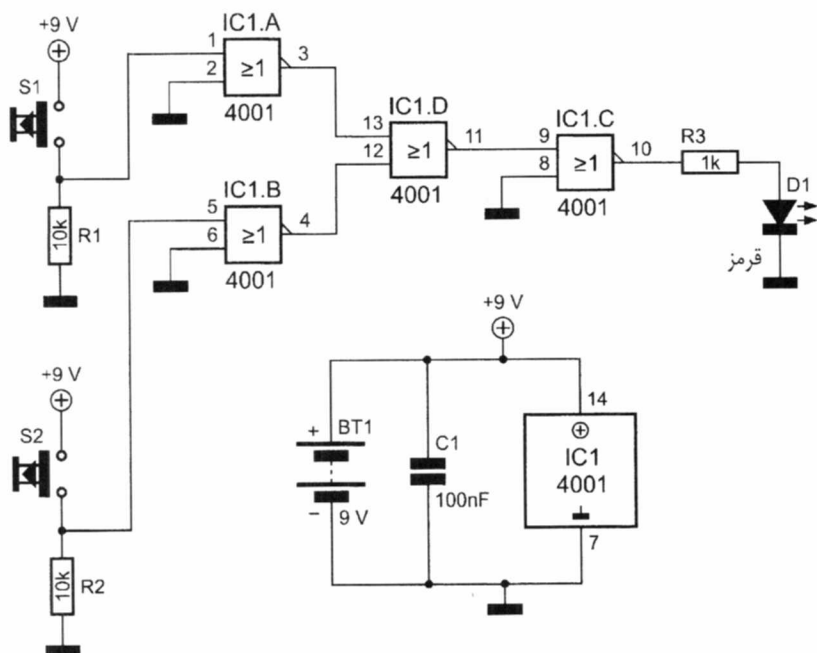 +9 V
S1
10k
R1
1
2
IC1.A
≥1
3
4001
5
6
IC1.B
≥1
4
4001
13
12
IC1.D
≥1
11
4001
9
8
IC1.C
≥1
10
4001
R3
1k
D1
قرمز
+9 V
S2
10k
R2
+9 V
+
BT1
−
9 V
C1
100nF
14
IC1
4001
7